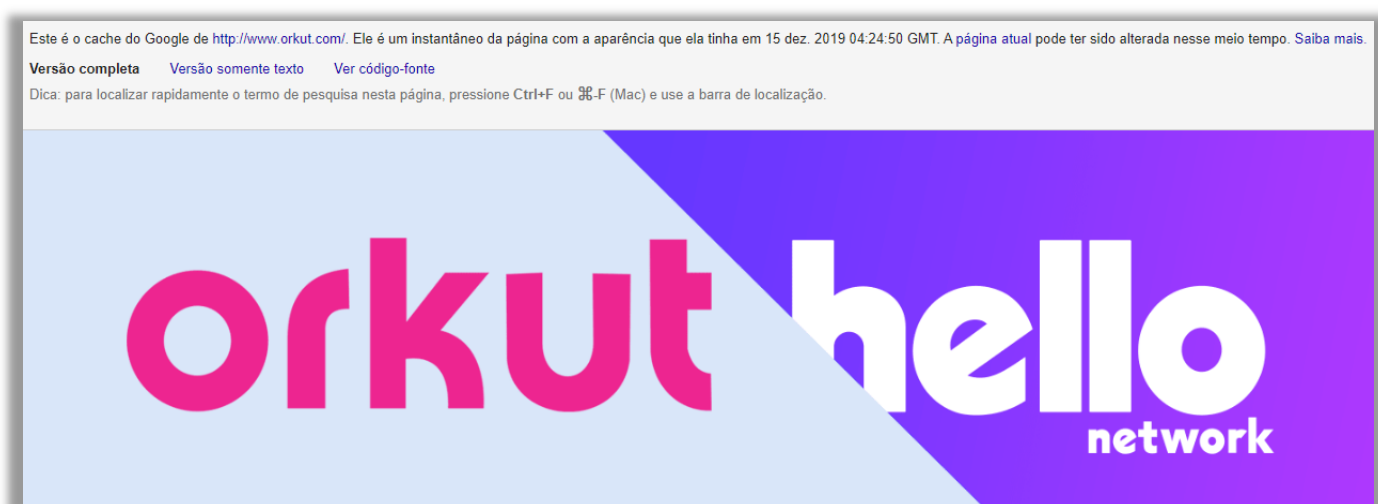 Este é o cache do Google de http://www.orkut.com/. Ele é um instantâneo da página com a aparência que ela tinha em 15 dez. 2019 04:24:50 GMT. A página atual pode ter sido alterada nesse meio tempo. Saiba mais.
Versão completa Versão somente texto Ver código-fonte
Dica: para localizar rapidamente o termo de pesquisa nesta página, pressione Ctrl+F ou ⌘-F (Mac) e use a barra de localização.
orkut hello
network